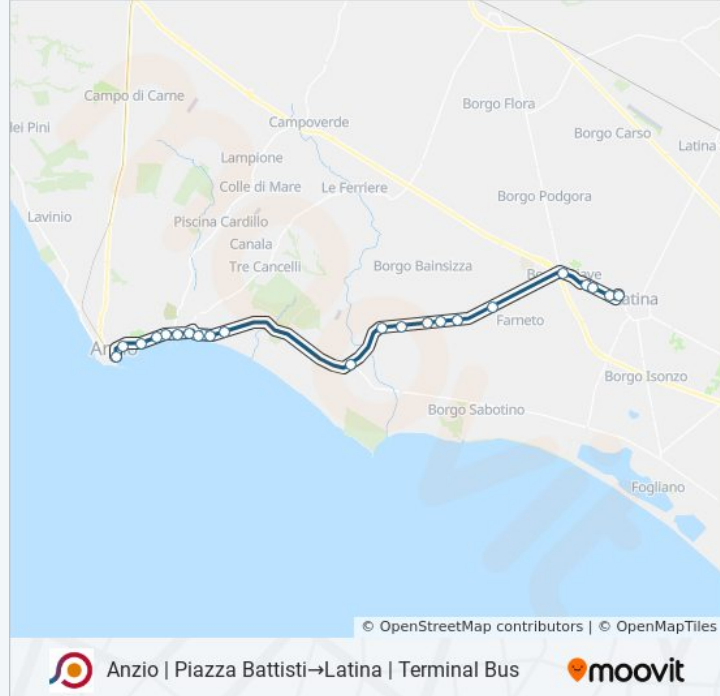 Campo di Carne
Borgo Flora
dei Pini
Campoverde
Borgo Carso
Latina
Lampione
Colle di Mare
Le Ferriere
Borgo Podgora
Lavinio
Piscina Cardillo
Canala
Tre Cancelli
Borgo Bainsizza
Latina
Farneto
Borgo Isonzo
Borgo Sabotino
Fogliano
© OpenStreetMap contributors | © OpenMapTiles
Anzio | Piazza Battisti→Latina | Terminal Bus
moovit